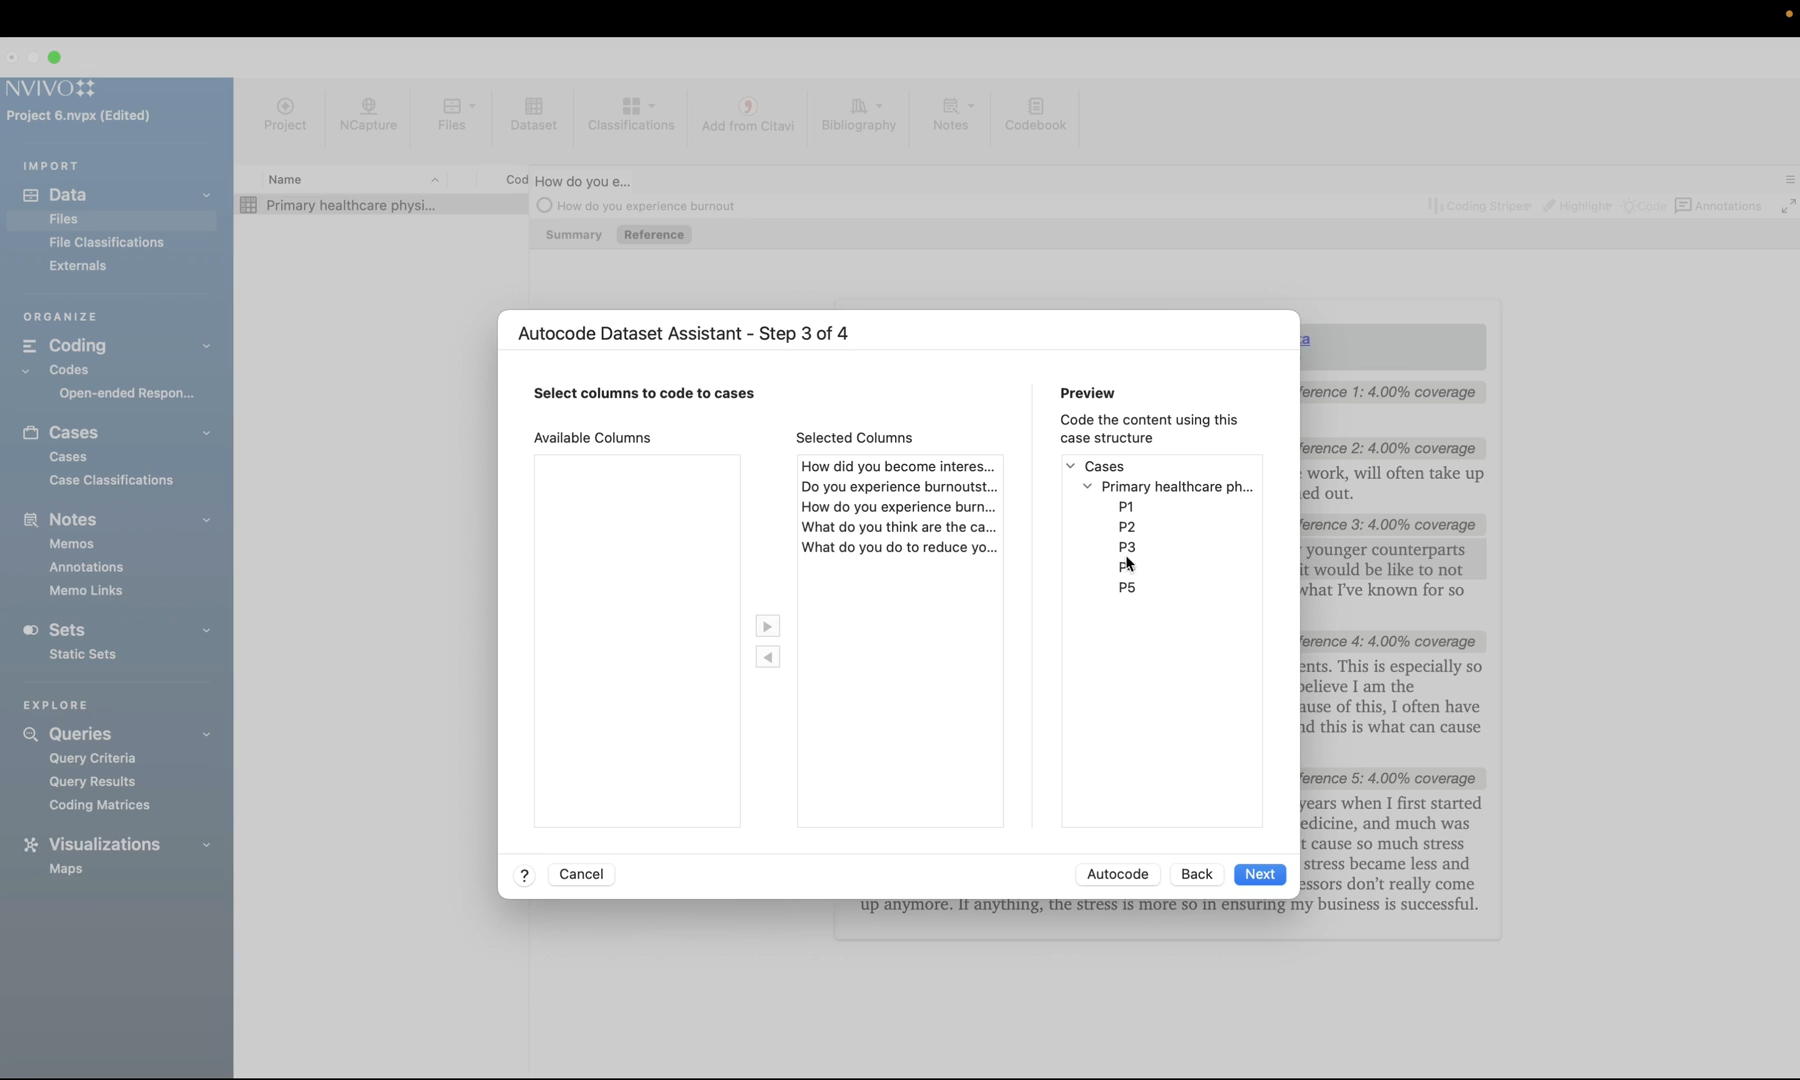 NVIVO
Project 6.nvpx (Edited)
IMPORT
Data
Files
File Classifications
Externals
ORGANIZE
Coding
Codes
Open-ended Respon...
Cases
Cases
Case Classifications
Notes
Memos
Annotations
Memo Links
Sets
Static Sets
EXPLORE
Queries
Query Criteria
Query Results
Coding Matrices
Visualizations
Maps
Project
NCapture
Files
Dataset
Classifications
Add from Citavi
Bibliography
Notes
Codebook
Name
Cod
Primary healthcare physi...
How do you e...
How do you experience burnout
Coding Stripes
Highlight
Code
Annotations
Summary
Reference
Autocode Dataset Assistant - Step 3 of 4
Select columns to code to cases
Available Columns
Selected Columns
How did you become interes...
Do you experience burnoutst...
How do you experience burn...
What do you think are the ca...
What do you do to reduce yo...
Preview
Code the content using this
case structure
Cases
Primary healthcare ph...
P1
P2
P3
P5
?
Cancel
Autocode
Back
Next
ta
ference 1: 4.00% coverage
ference 2: 4.00% coverage
work, will often take up
ed out.
ference 3: 4.00% coverage
younger counterparts
it would be like to not
what I've known for so
ference 4: 4.00% coverage
ents. This is especially so
believe I am the
ause of this, I often have
nd this is what can cause
ference 5: 4.00% coverage
years when I first started
edicine, and much was
t cause so much stress
stress became less and
essors don't really come
up anymore. If anything, the stress is more so in ensuring my business is successful.